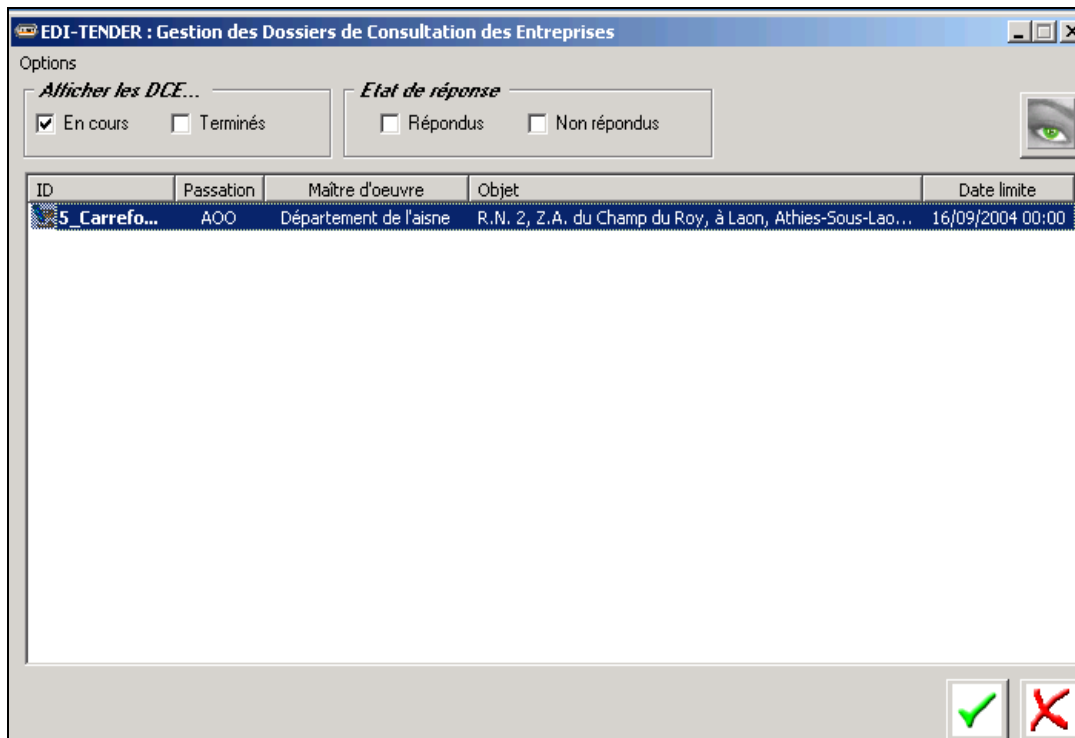 EDI-TENDER : Gestion des Dossiers de Consultation des Entreprises
Options
Afficher les DCE...
Etat de réponse
En cours Terminés Répondus Non répondus
ID Passation Maître d'oeuvre Objet Date limite
5_Carrefo... AOO Département de l'aisne R.N. 2, Z.A. du Champ du Roy, à Laon, Athies-Sous-Lao... 16/09/2004 00:00